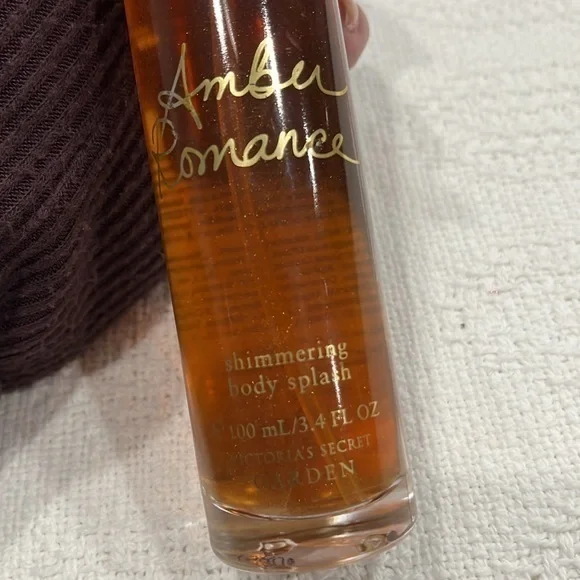 Amber
Romance
shimmering
body splash
100 mL/3.4 FL OZ
VICTORIA'S SECRET
GARDEN